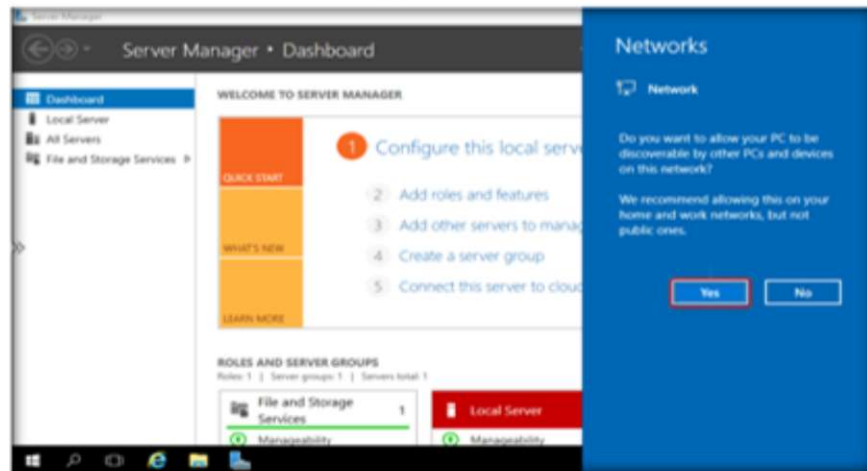 Server Manager
Server Manager • Dashboard
Dashboard
Local Server
All Servers
File and Storage Services
WELCOME TO SERVER MANAGER
QUICK START
WHAT'S NEW
LEARN MORE
1 Configure this local serv
2 Add roles and features
3 Add other servers to manag
4 Create a server group
5 Connect this server to cloud
ROLES AND SERVER GROUPS
Roles: 1 | Server groups: 1 | Servers total: 1
File and Storage Services 1
Manageability
Local Server
Manageability
Networks
Network
Do you want to allow your PC to be
discoverable by other PCs and devices
on this network?
We recommend allowing this on your
home and work networks, but not
public ones.
Yes
No